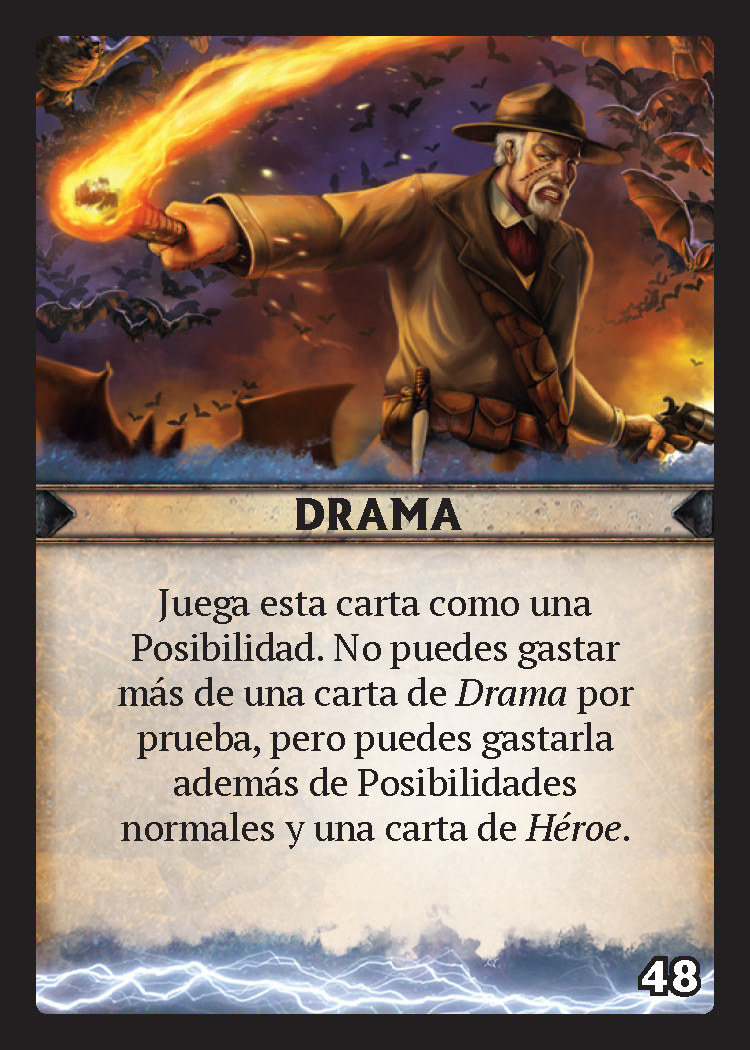 DRAMA
Juega esta carta como una
Posibilidad. No puedes gastar
más de una carta de Drama por
prueba, pero puedes gastarla
además de Posibilidades
normales y una carta de Héroe.
48